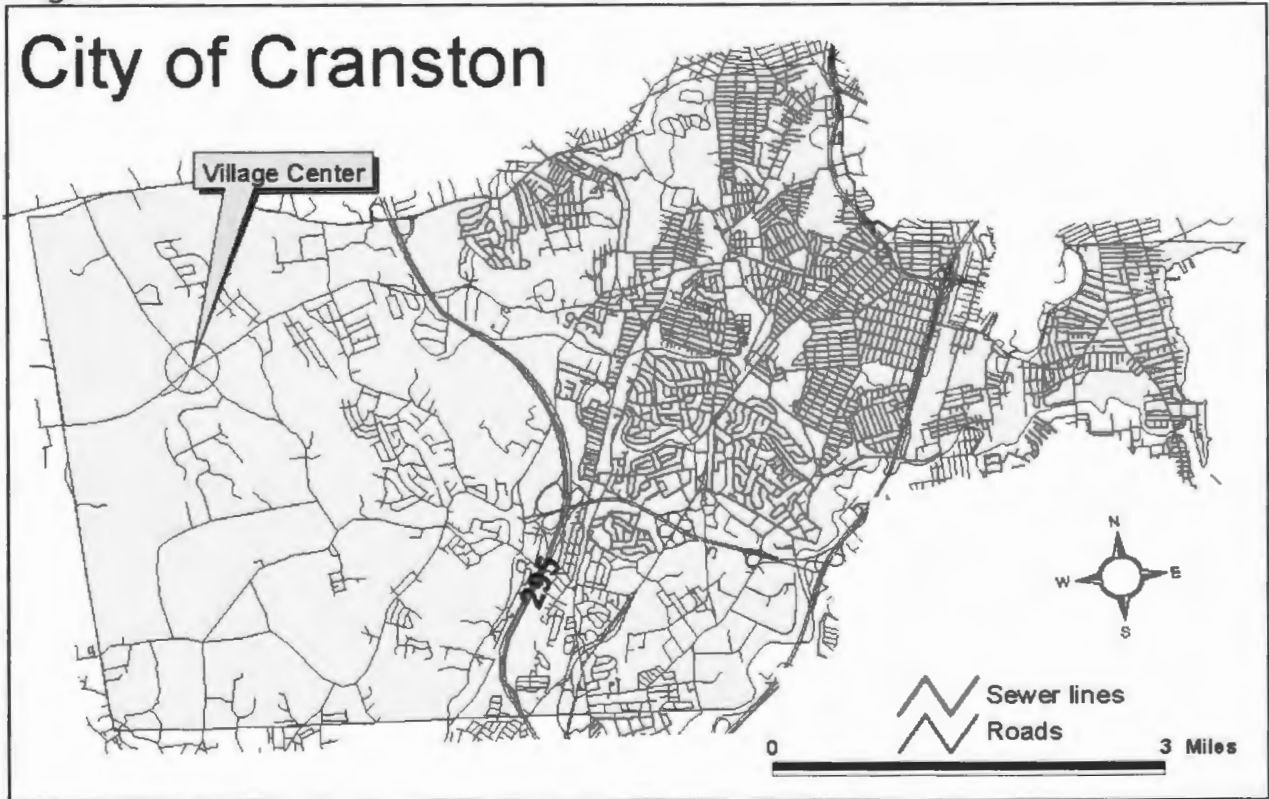 City of Cranston
Village Center
295
N
W E
S
Sewer lines
Roads
0 3 Miles